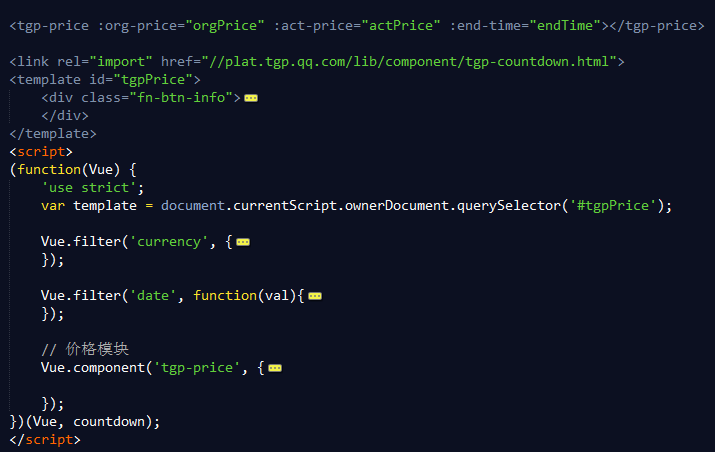 <tgp-price :org-price="orgPrice" :act-price="actPrice" :end-time="endTime"></tgp-price>
<link rel="import" href="//plat.tgp.qq.com/lib/component/tgp-countdown.html">
<template id="tgpPrice">
<div class="fn-btn-info">
</div>
</template>
<script>
(function(Vue) {
'use strict';
var template = document.currentScript.ownerDocument.querySelector('#tgpPrice');
Vue.filter('currency', {
});
Vue.filter('date', function(val){
});
// 价格模块
Vue.component('tgp-price', {
});
})(Vue, countdown);
</script>